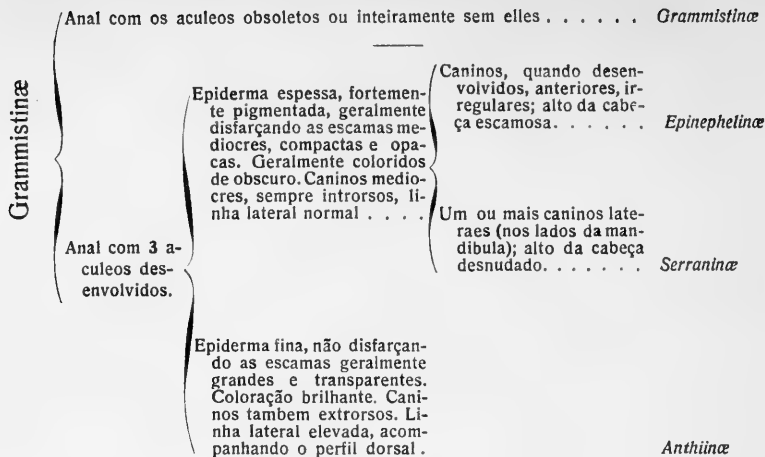 Grammistinæ
Anal com os aculeos obsoletos ou inteiramente sem elles . . . . . . Grammistinæ
Anal com 3 a-
culeos des-
envolvidos.
Epiderma espessa, fortemen-
te pigmentada, geralmente
disfarçando as escamas me-
diocres, compactas e opa-
cas. Geralmente coloridos
de obscuro. Caninos medio-
cres, sempre introrsos, li-
nha lateral normal . . . .
Caninos, quando desen-
volvidos, anteriores, ir-
regulares; alto da cabe-
ça escamosa. . . . . . Epinephelinæ
Um ou mais caninos late-
raes (nos lados da man-
dibula); alto da cabeça
desnudado. . . . . . . Serraninæ
Epiderma fina, não disfarçan-
do as escamas geralmente
grandes e transparentes.
Coloração brilhante. Cani-
nos tambem extrorsos. Li-
nha lateral elevada, acom-
panhando o perfil dorsal . Anthiinæ